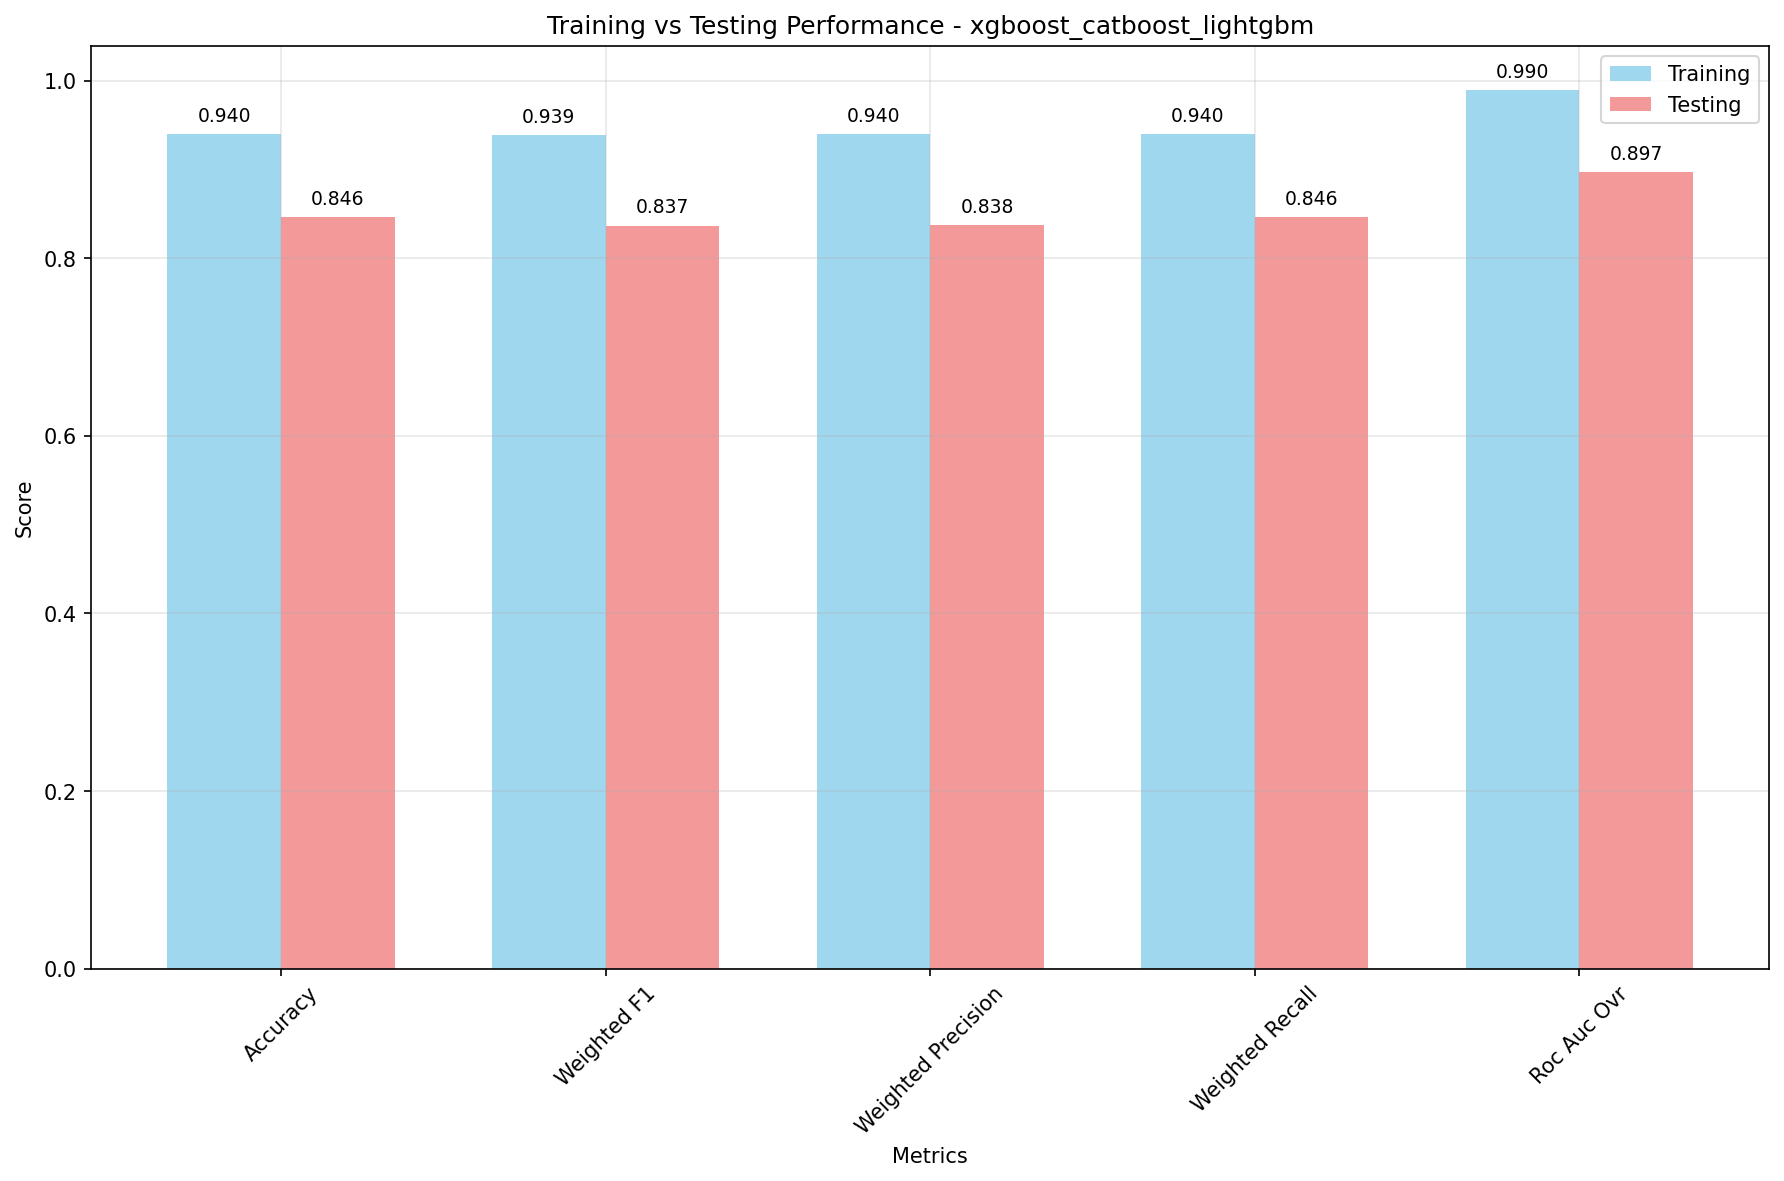 Training vs Testing Performance - xgboost_catboost_lightgbm
Training
Testing
0.940
0.846
0.939
0.837
0.940
0.838
0.940
0.846
0.990
0.897
1.0
0.8
0.6
0.4
0.2
0.0
Score
Accuracy
Weighted F1
Weighted Precision
Weighted Recall
Roc Auc Ovr
Metrics